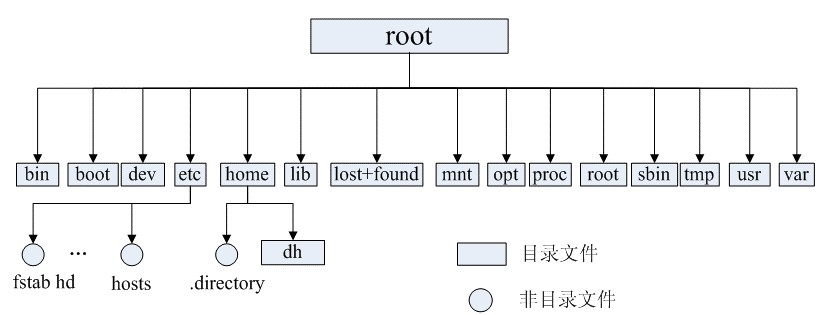 root
bin boot dev etc home lib lost+found mnt opt proc root sbin tmp usr var
... dh 目录文件
fstab hd hosts .directory 非目录文件